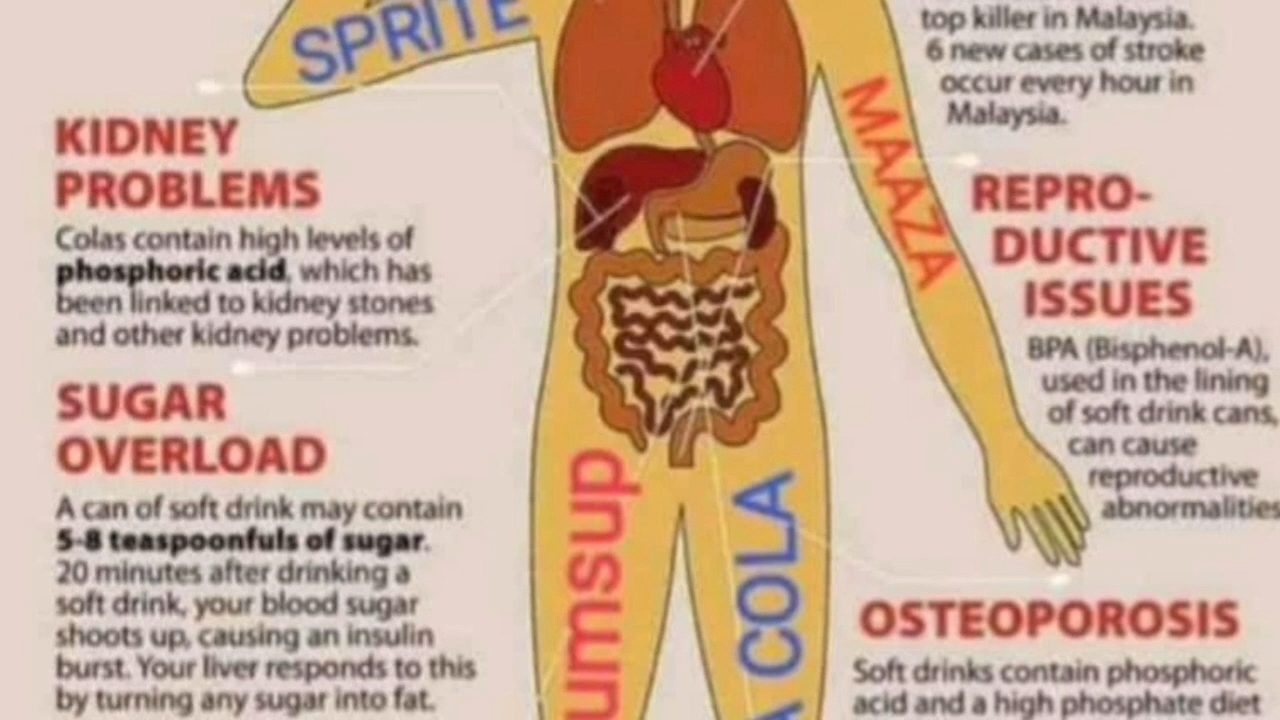 SPRITE
KIDNEY
PROBLEMS
Colas contain high levels of
phosphoric acid, which has
been linked to kidney stones
and other kidney problems.
SUGAR
OVERLOAD
A can of soft drink may contain
5-8 teaspoonfuls of sugar.
20 minutes after drinking a
soft drink, your blood sugar
shoots up, causing an insulin
burst. Your liver responds to this
by turning any sugar into fat.
umsup
A COLA
MAAZA
top killer in Malaysia.
6 new cases of stroke
occur every hour in
Malaysia.
REPRO-
DUCTIVE
ISSUES
BPA (Bisphenol-A),
used in the lining
of soft drink cans,
can cause
reproductive
abnormalities
OSTEOPOROSIS
Soft drinks contain phosphoric
acid and a high phosphate diet